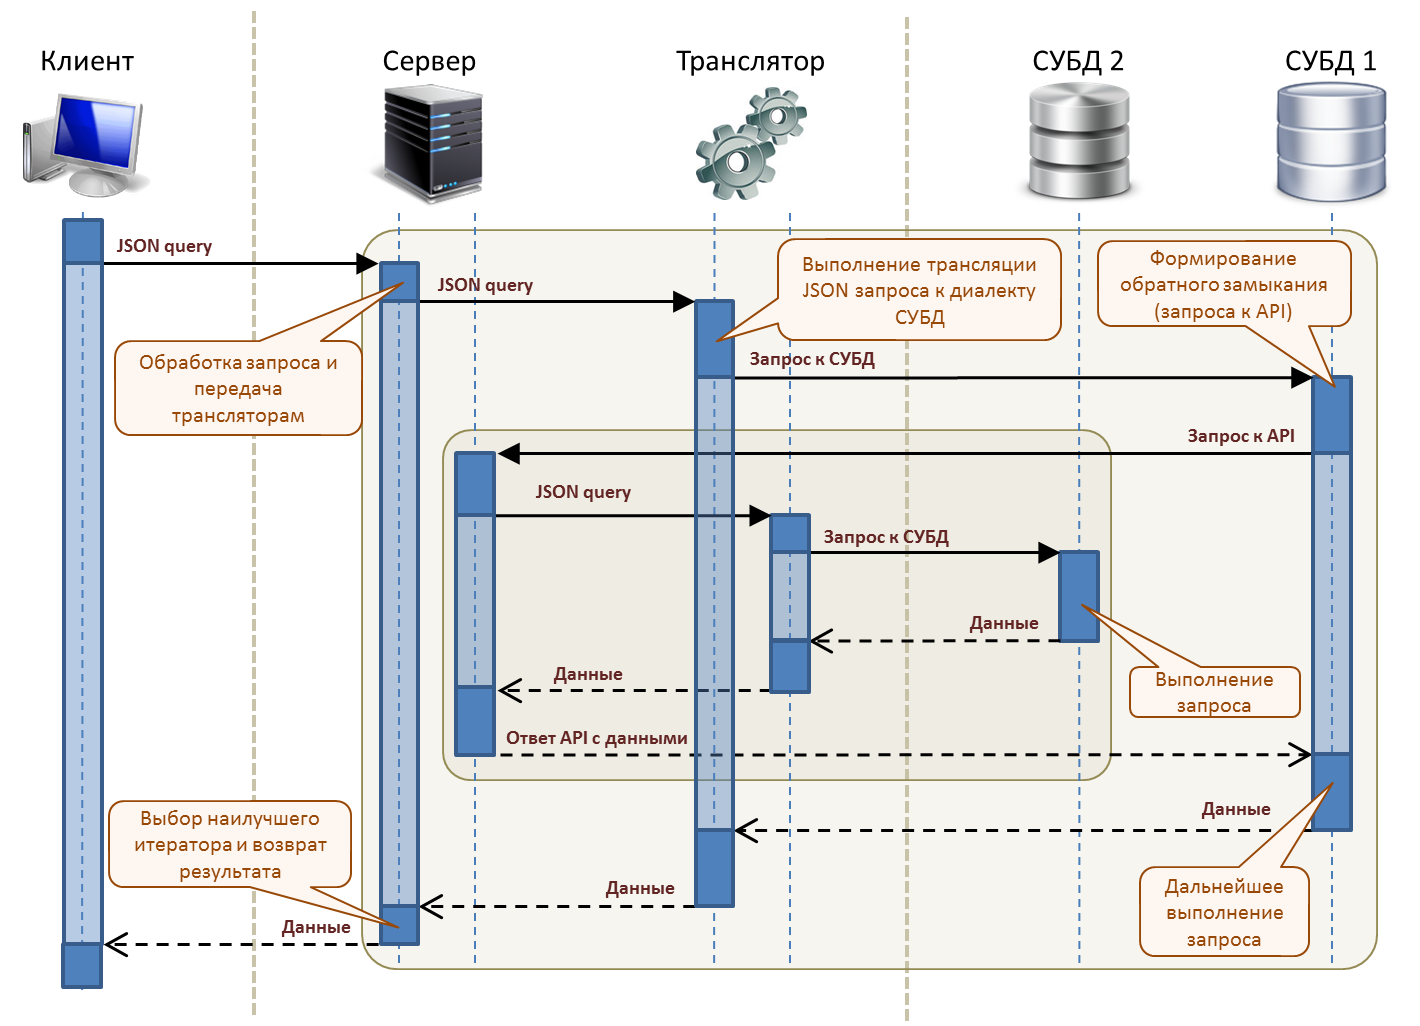 Клиент
Сервер
Транслятор
СУБД 2
СУБД 1
JSON query
JSON query
Выполнение трансляции
JSON запроса к диалекту
СУБД
Формирование
обратного замыкания
(запроса к API)
Обработка запроса и
передача
трансляторам
Запрос к СУБД
Запрос к API
JSON query
Запрос к СУБД
Данные
Данные
Выполнение
запроса
Ответ API с данными
Выбор наилучшего
итератора и возврат
результата
Данные
Данные
Дальнейшее
выполнение
запроса
Данные